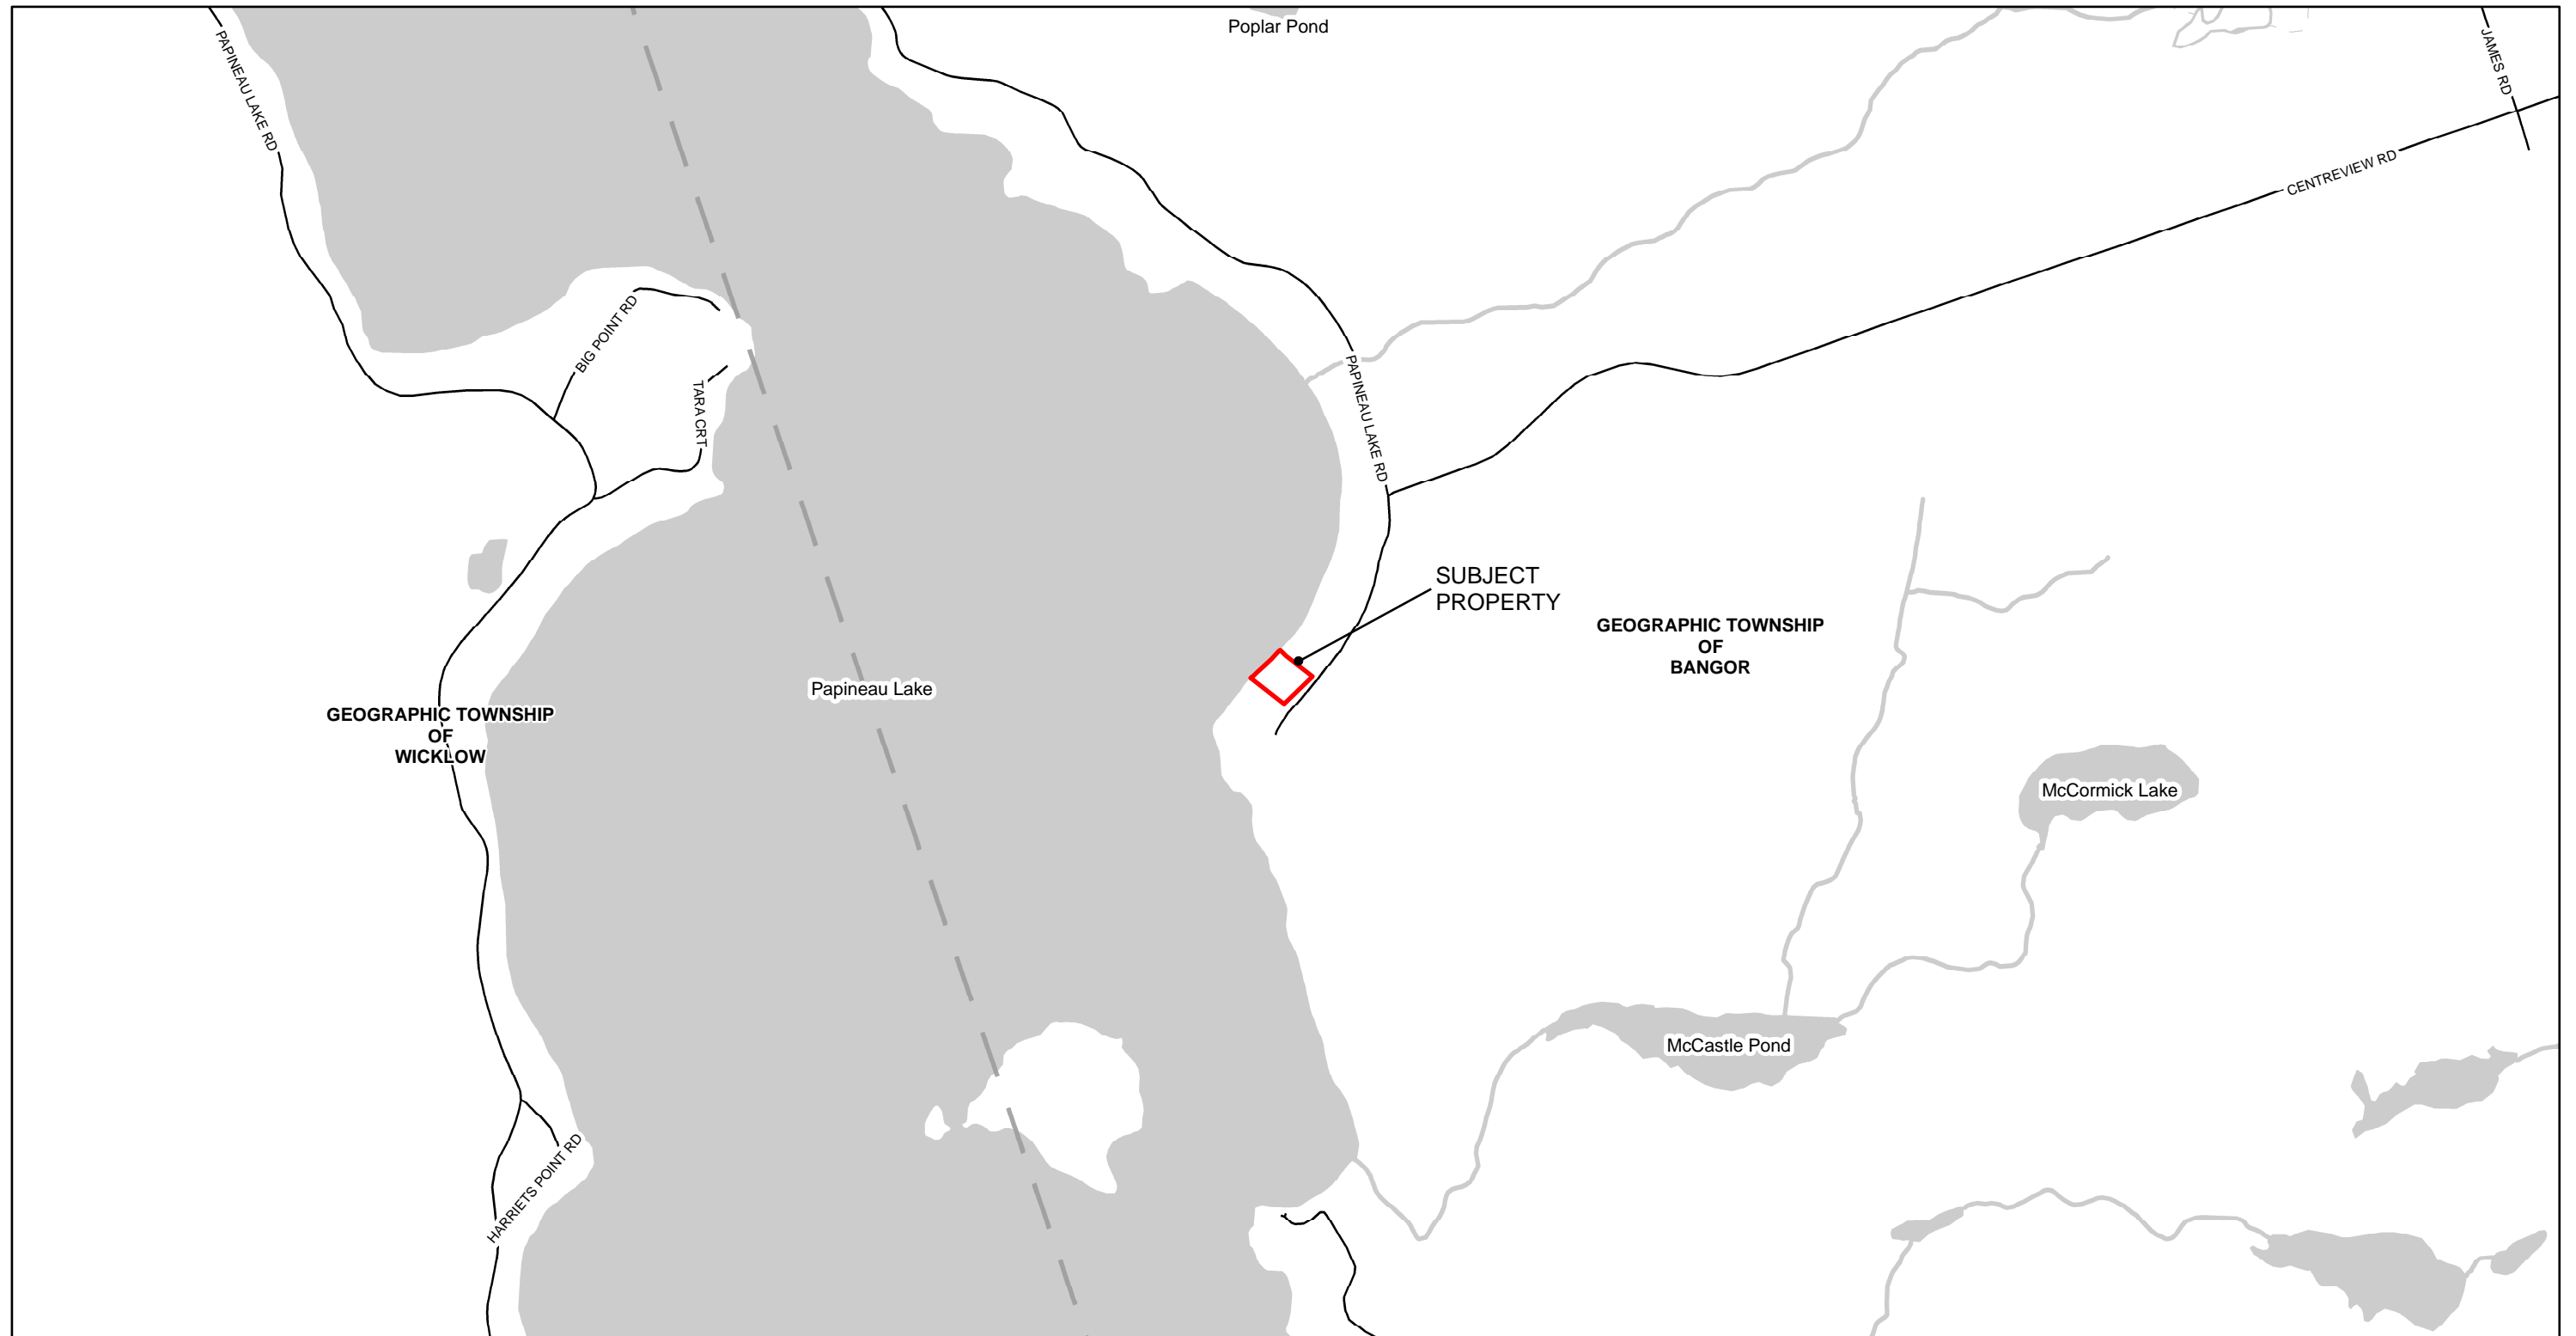 Poplar Pond
PAPINEAU LAKE RD
JAMES RD
CENTREVIEW RD
BIG POINT RD
TARA CRT
PAPINEAU LAKE RD
SUBJECT
PROPERTY
GEOGRAPHIC TOWNSHIP
OF
BANGOR
Papineau Lake
GEOGRAPHIC TOWNSHIP
OF
WICKLOW
McCormick Lake
McCastle Pond
HARRIETS POINT RD